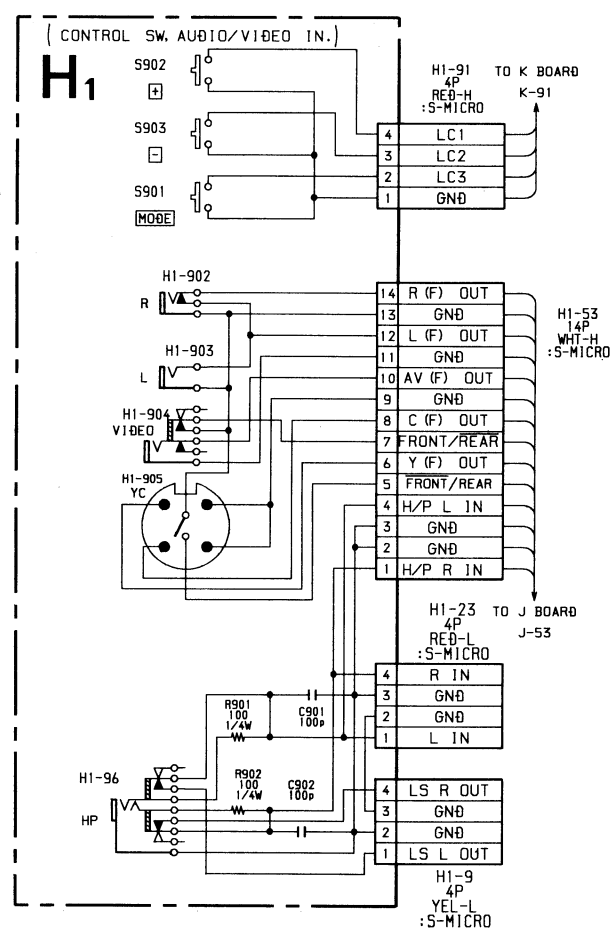 ( CONTROL SW, AUDIO/VIDEO IN. )
H1
S902
+
S903
-
S901
MODE
H1-91
4P
RED-H
:S-MICRO
TO K BOARD
K-91
4 LC1
3 LC2
2 LC3
1 GND
H1-902
R
H1-903
L
H1-904
VIDEO
H1-905
YC
14 R (F) OUT
13 GND
12 L (F) OUT
11 GND
10 AV (F) OUT
9 GND
8 C (F) OUT
7 FRONT/REAR
6 Y (F) OUT
5 FRONT/REAR
4 H/P L IN
3 GND
2 GND
1 H/P R IN
H1-53
14P
WHT-H
:S-MICRO
TO J BOARD
J-53
H1-23
4P
RED-L
:S-MICRO
4 R IN
3 GND
2 GND
1 L IN
R901
100
1/4W
C901
100p
R902
100
1/4W
C902
100p
H1-96
HP
4 LS R OUT
3 GND
2 GND
1 LS L OUT
H1-9
4P
YEL-L
:S-MICRO